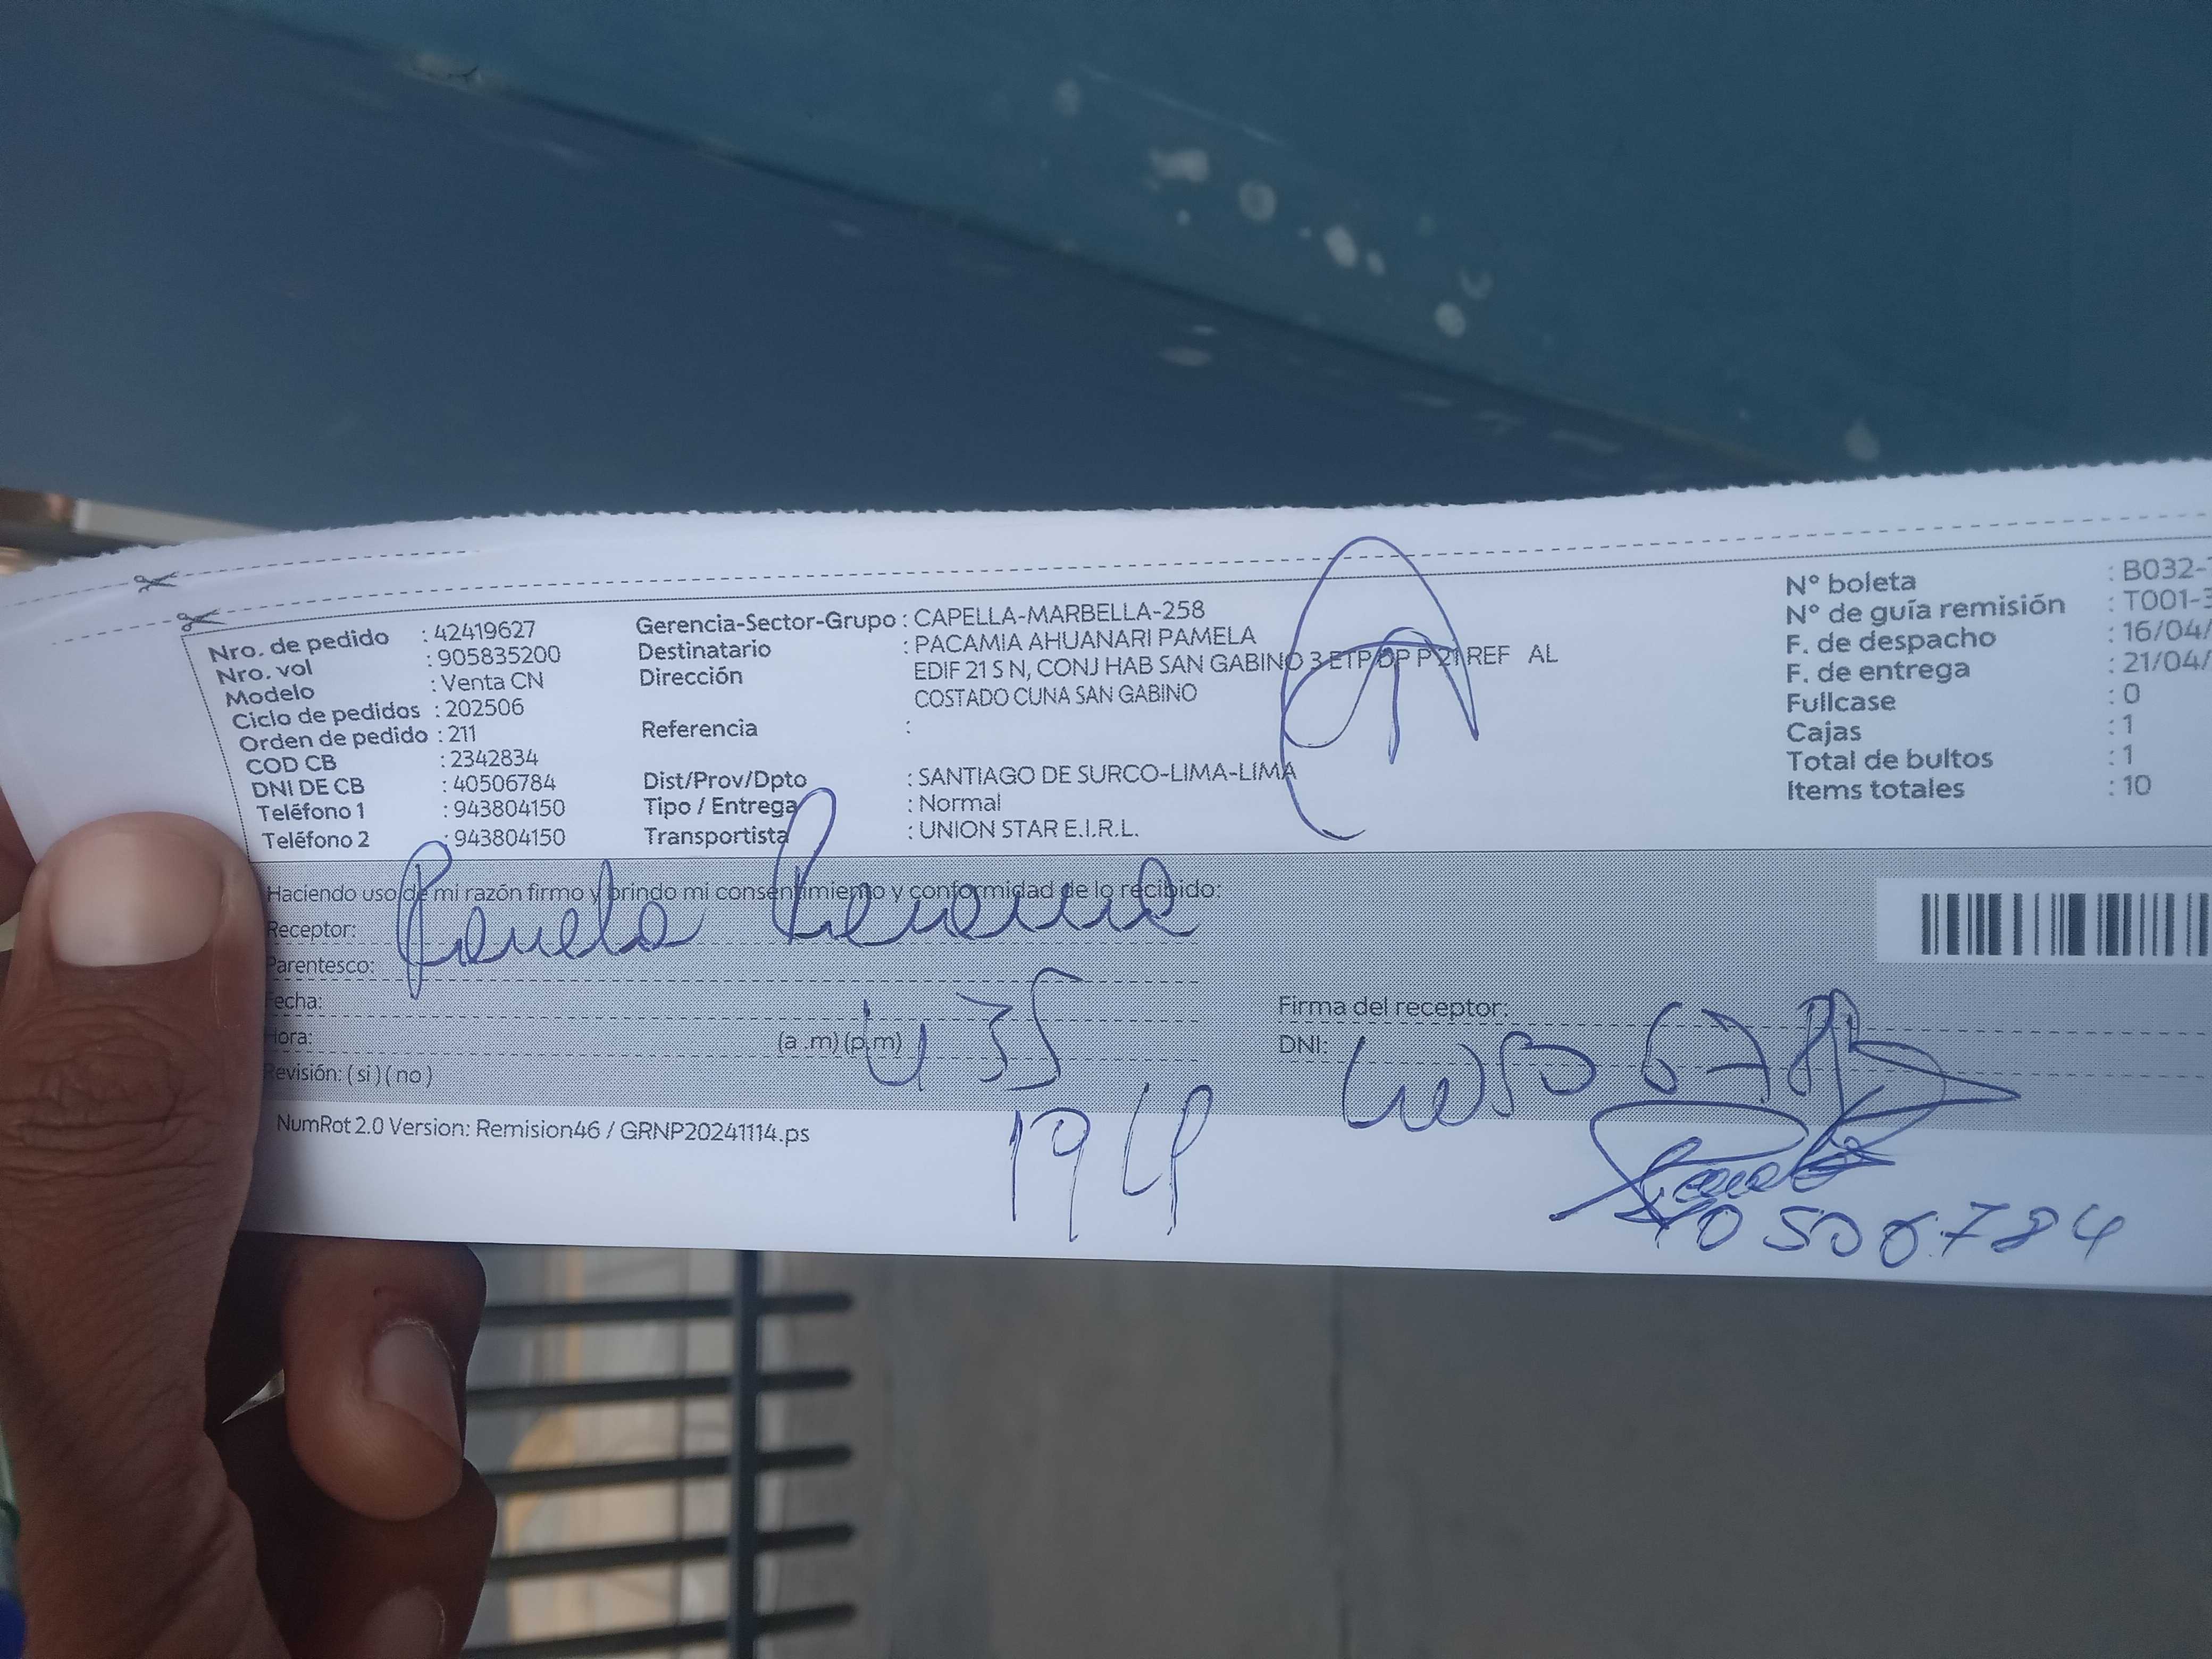 Nro. de pedido : 42419627
Nro. vol : 905835200
Modelo : Venta CN
Ciclo de pedidos : 202506
Orden de pedido : 211
COD CB : 2342834
DNI DE CB : 40506784
Teléfono 1 : 943804150
Teléfono 2 : 943804150
Gerencia-Sector-Grupo : CAPELLA-MARBELLA-258
Destinatario : PACAMIA AHUANARI PAMELA
Dirección EDIF 21 S N, CONJ HAB SAN GABINO 3 ETP DP P 21 REF AL
COSTADO CUNA SAN GABINO
Referencia :
Dist/Prov/Dpto : SANTIAGO DE SURCO-LIMA-LIMA
Tipo / Entrega : Normal
Transportista : UNION STAR E.I.R.L.
Nº boleta : B032-
Nº de guía remisión : T001-3
F. de despacho : 16/04/
F. de entrega : 21/04/
Fullcase : 0
Cajas : 1
Total de bultos : 1
Items totales : 10
Haciendo uso de mi razón firmo y brindo mi consentimiento y conformidad de lo recibido:
Receptor: Pamela
Parentesco:
Fecha:
Hora: (a .m) (p.m)
Revisión: ( si ) ( no )
Firma del receptor:
DNI:
NumRot 2.0 Version: Remision46 / GRNP20241114.ps
19
40506784